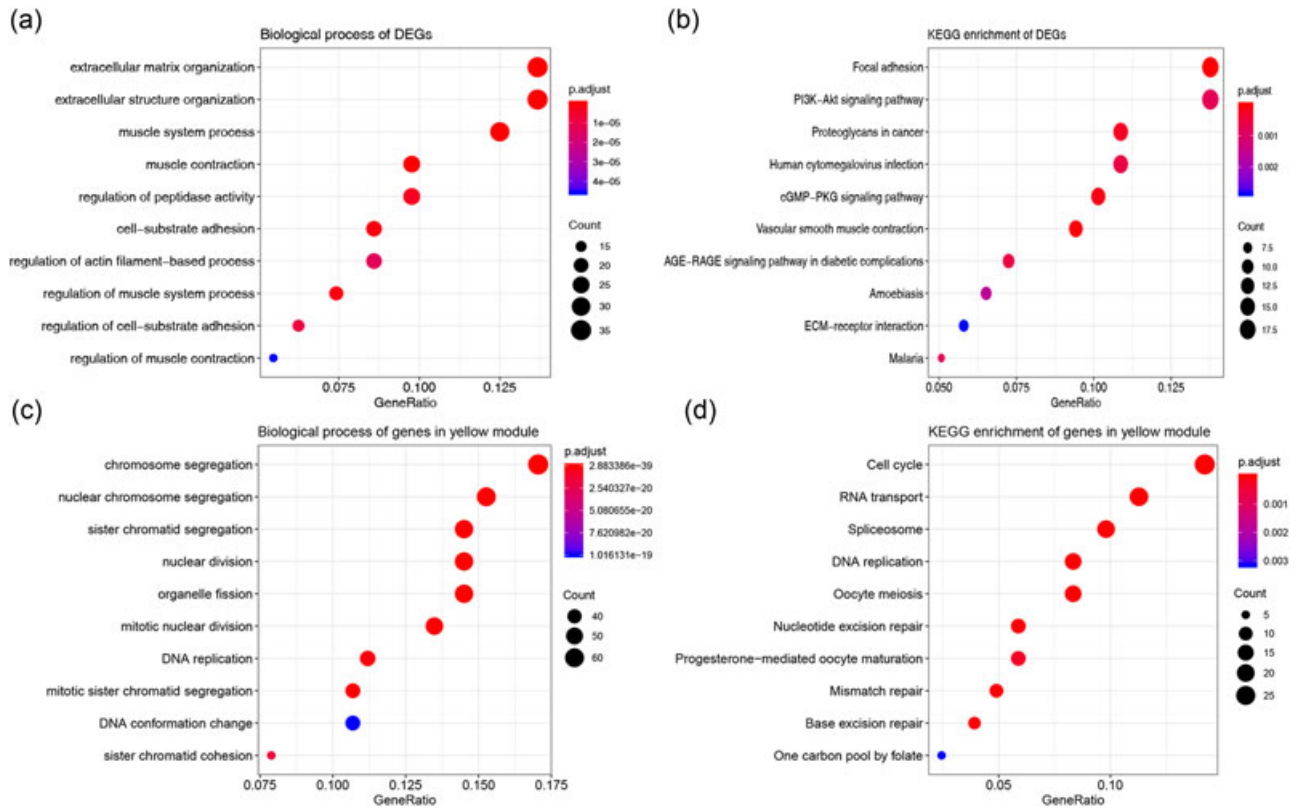 (a)
Biological process of DEGs
extracellular matrix organization
extracellular structure organization
muscle system process
muscle contraction
regulation of peptidase activity
cell-substrate adhesion
regulation of actin filament-based process
regulation of muscle system process
regulation of cell-substrate adhesion
regulation of muscle contraction
0.075 0.100 0.125
GeneRatio
p.adjust
1e-05
2e-05
3e-05
4e-05
Count
15
20
25
30
35
(b)
KEGG enrichment of DEGs
Focal adhesion
PI3K-Akt signaling pathway
Proteoglycans in cancer
Human cytomegalovirus infection
cGMP-PKG signaling pathway
Vascular smooth muscle contraction
AGE-RAGE signaling pathway in diabetic complications
Amoebiasis
ECM-receptor interaction
Malaria
0.050 0.075 0.100 0.125
GeneRatio
p.adjust
0.001
0.002
Count
7.5
10.0
12.5
15.0
17.5
(c)
Biological process of genes in yellow module
chromosome segregation
nuclear chromosome segregation
sister chromatid segregation
nuclear division
organelle fission
mitotic nuclear division
DNA replication
mitotic sister chromatid segregation
DNA conformation change
sister chromatid cohesion
0.075 0.100 0.125 0.150 0.175
GeneRatio
p.adjust
2.883386e-39
2.540327e-20
5.080655e-20
7.620982e-20
1.016131e-19
Count
40
50
60
(d)
KEGG enrichment of genes in yellow module
Cell cycle
RNA transport
Spliceosome
DNA replication
Oocyte meiosis
Nucleotide excision repair
Progesterone-mediated oocyte maturation
Mismatch repair
Base excision repair
One carbon pool by folate
0.05 0.10
GeneRatio
p.adjust
0.001
0.002
0.003
Count
5
10
15
20
25